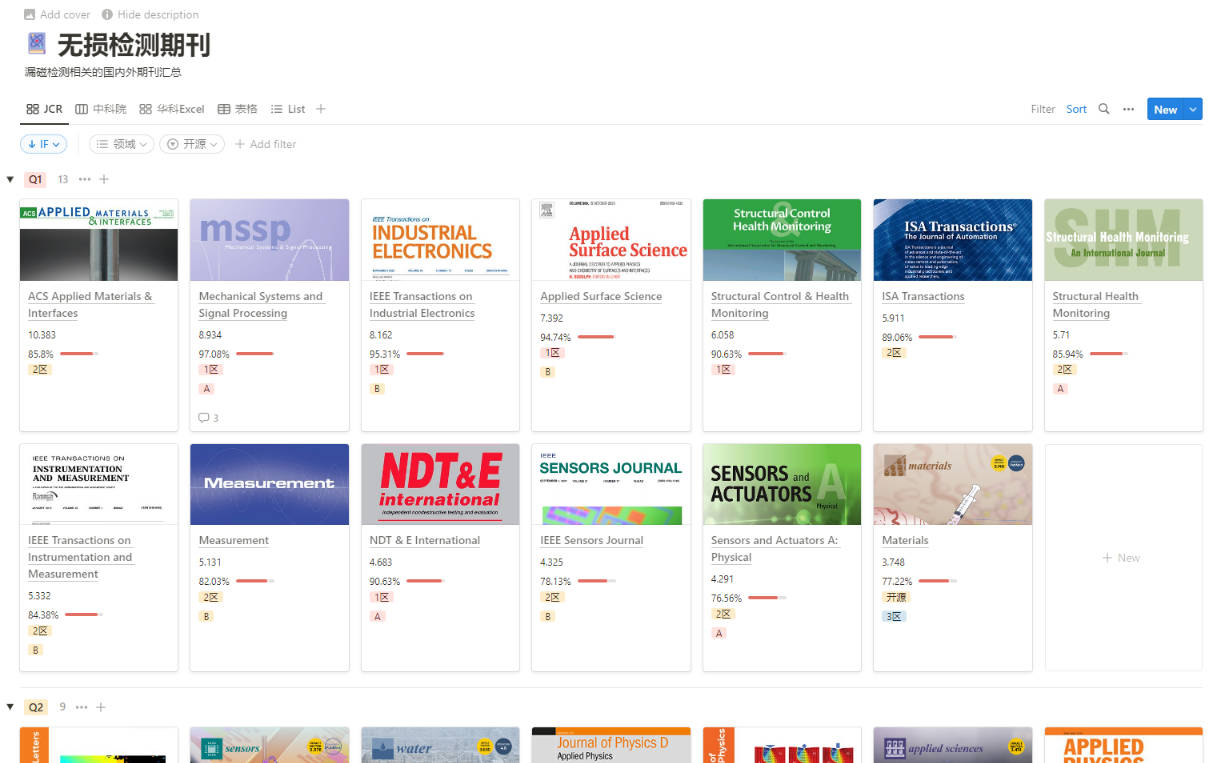 Add cover Hide description
无损检测期刊
漏磁检测相关的国内外期刊汇总
JCR 中科院 华科Excel 表格 List
Filter Sort New
IF 领域 开源 Add filter
Q1 13
ACS APPLIED MATERIALS
& INTERFACES
ACS Applied Materials &
Interfaces
10.383
85.8%
2区
mssp
Mechanical Systems & Signal Processing
Mechanical Systems and
Signal Processing
8.934
97.08%
1区
A
3
IEEE Transactions on
INDUSTRIAL
ELECTRONICS
IEEE Transactions on
Industrial Electronics
8.162
95.31%
1区
B
Applied
Surface Science
Applied Surface Science
7.392
94.74%
1区
B
Structural Control
&
Health Monitoring
Structural Control & Health
Monitoring
6.058
90.63%
1区
ISA Transactions
The Journal of Automation
ISA Transactions
5.911
89.06%
2区
SHM
Structural Health Monitoring
An International Journal
Structural Health
Monitoring
5.71
85.94%
2区
A
IEEE TRANSACTIONS ON
INSTRUMENTATION
AND MEASUREMENT
IEEE Transactions on
Instrumentation and
Measurement
5.332
84.38%
2区
B
Measurement
Measurement
5.131
82.03%
2区
B
NDT&E
international
Independent nondestructive testing and evaluation
NDT & E International
4.683
90.63%
1区
A
IEEE
SENSORS JOURNAL
IEEE Sensors Journal
4.325
78.13%
2区
B
SENSORS and
ACTUATORS A
Physical
Sensors and Actuators A:
Physical
4.291
76.56%
2区
A
materials
Materials
3.748
77.22%
开源
3区
New
Q2 9
Letters
sensors
water
Journal of Physics D
Applied Physics
of
Physics
applied sciences
APPLIED
PHYSICS